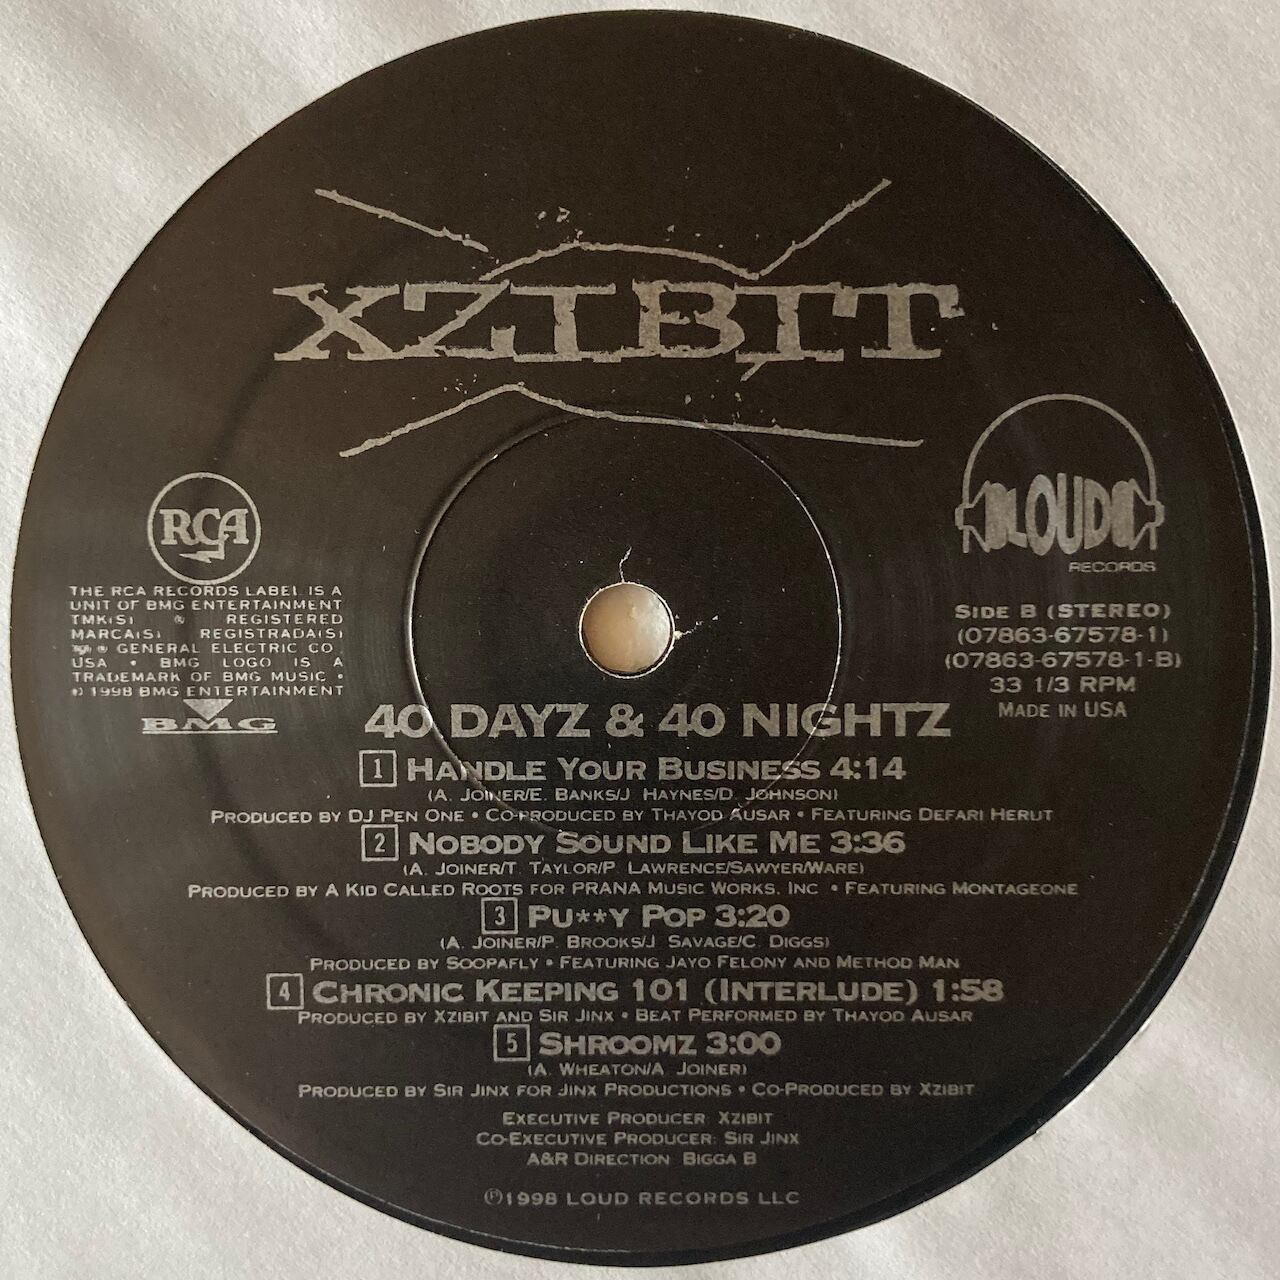 XZIBIT
RCA
THE RCA RECORDS LABEL IS A
UNIT OF BMG ENTERTAINMENT
TMK(S) ® REGISTERED
MARCA(S) REGISTRADA(S)
® GENERAL ELECTRIC CO.
USA • BMG LOGO IS A
TRADEMARK OF BMG MUSIC •
1998 BMG ENTERTAINMENT
BMG
LOUD
RECORDS
SIDE B (STEREO)
(07863-67578-1)
(07863-67578-1-B)
33 1/3 RPM
MADE IN USA
40 DAYZ & 40 NIGHTZ
1 HANDLE YOUR BUSINESS 4:14
(A. JOINER/E. BANKS/J. HAYNES/D. JOHNSON)
PRODUCED BY DJ PEN ONE • CO-PRODUCED BY THAYOD AUSAR • FEATURING DEFARI HERUT
2 NOBODY SOUND LIKE ME 3:36
(A. JOINER/T. TAYLOR/P. LAWRENCE/SAWYER/WARE)
PRODUCED BY A KID CALLED ROOTS FOR PRANA MUSIC WORKS, INC. • FEATURING MONTAGEONE
3 PU**Y POP 3:20
(A. JOINER/P. BROOKS/J. SAVAGE/C. DIGGS)
PRODUCED BY SOOPAFLY • FEATURING JAYO FELONY AND METHOD MAN
4 CHRONIC KEEPING 101 (INTERLUDE) 1:58
PRODUCED BY XZIBIT AND SIR JINX • BEAT PERFORMED BY THAYOD AUSAR
5 SHROOMZ 3:00
(A. WHEATON/A. JOINER)
PRODUCED BY SIR JINX FOR JINX PRODUCTIONS • CO-PRODUCED BY XZIBIT
EXECUTIVE PRODUCER: XZIBIT
CO-EXECUTIVE PRODUCER: SIR JINX
A&R DIRECTION: BIGGA B
℗1998 LOUD RECORDS LLC